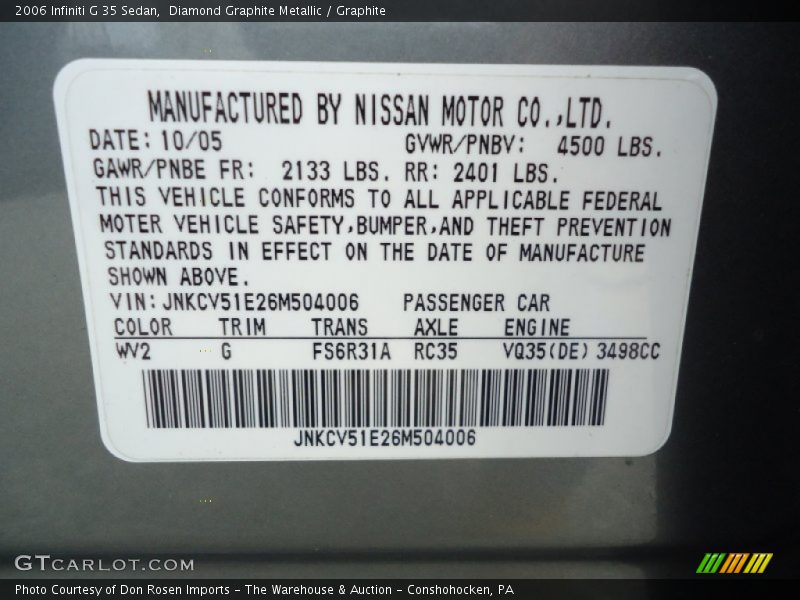 2006 Infiniti G 35 Sedan,  Diamond Graphite Metallic / Graphite
MANUFACTURED BY NISSAN MOTOR CO.,LTD.
DATE: 10/05 GVWR/PNBV: 4500 LBS.
GAWR/PNBE FR: 2133 LBS. RR: 2401 LBS.
THIS VEHICLE CONFORMS TO ALL APPLICABLE FEDERAL
MOTER VEHICLE SAFETY,BUMPER,AND THEFT PREVENTION
STANDARDS IN EFFECT ON THE DATE OF MANUFACTURE
SHOWN ABOVE.
VIN: JNKCV51E26M504006 PASSENGER CAR
COLOR TRIM TRANS AXLE ENGINE
WV2 G FS6R31A RC35 VQ35(DE) 3498CC
JNKCV51E26M504006
GTCARLOT.COM
Photo Courtesy of Don Rosen Imports - The Warehouse & Auction - Conshohocken, PA